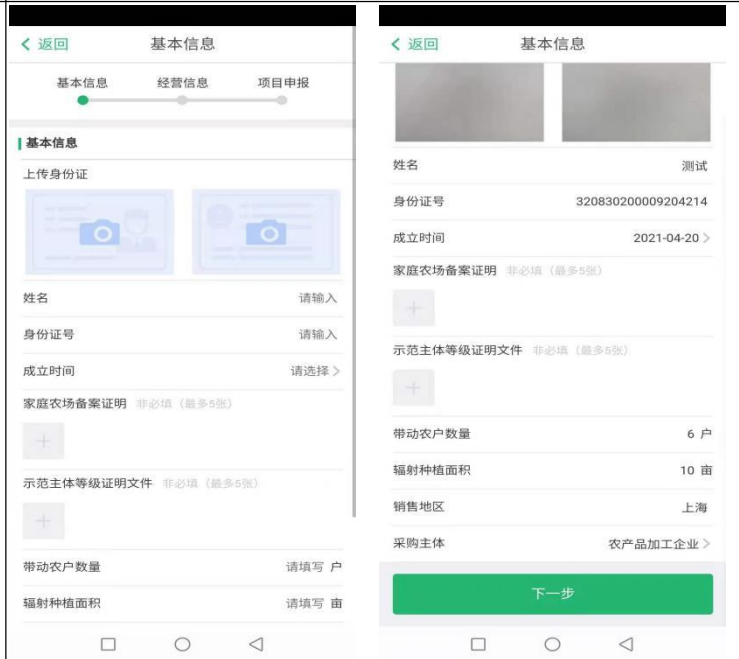 返回 基本信息
基本信息 经营信息 项目申报
基本信息
上传身份证
姓名 请输入
身份证号 请输入
成立时间 请选择
家庭农场备案证明 非必填（最多5张）
示范主体等级证明文件 非必填（最多5张）
带动农户数量 请填写 户
辐射种植面积 请填写 亩
返回 基本信息
姓名 测试
身份证号 320830200009204214
成立时间 2021-04-20
家庭农场备案证明 非必填（最多5张）
示范主体等级证明文件 非必填（最多5张）
带动农户数量 6 户
辐射种植面积 10 亩
销售地区 上海
采购主体 农产品加工企业
下一步